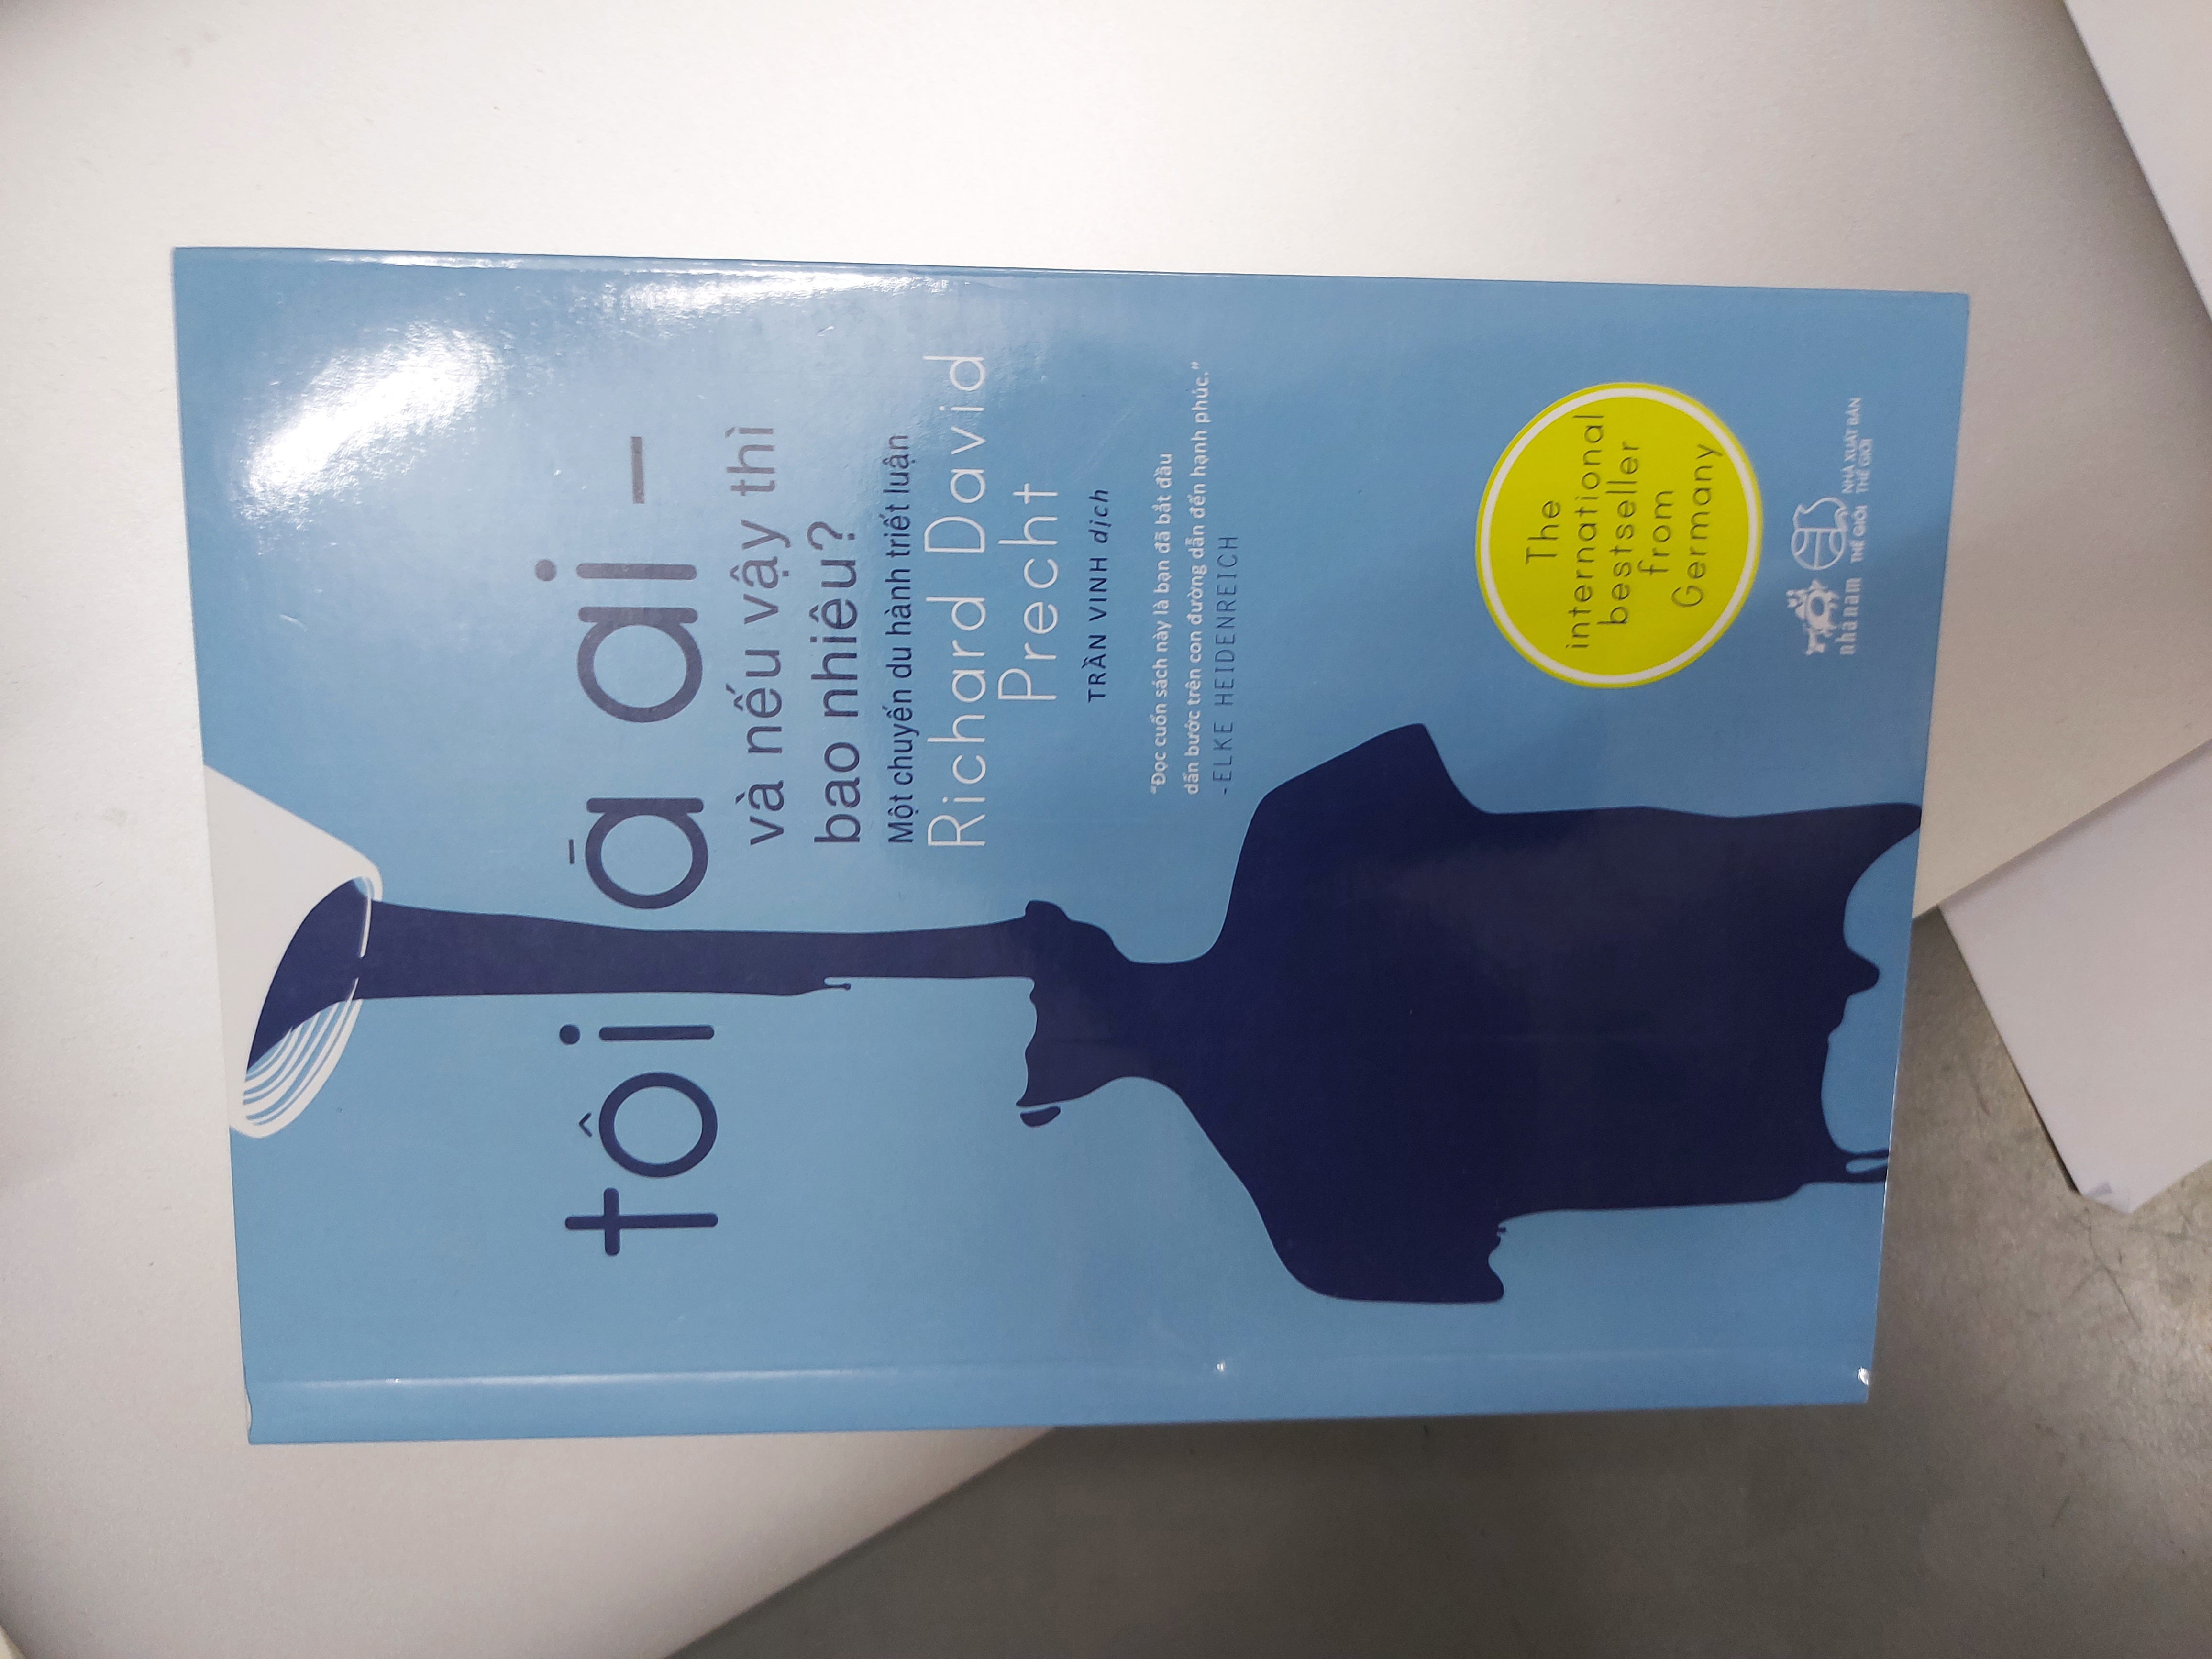 tôi là ai –
và nếu vậy thì
bao nhiêu?
Một chuyến du hành triết luận
Richard David
Precht
TRẦN VINH dịch
“Đọc cuốn sách này là bạn đã bắt đầu
dấn bước trên con đường dẫn đến hạnh phúc.”
-ELKE HEIDENREICH
The
international
bestseller
from
Germany
nhã nam
THẾ GIỚI
NHÀ XUẤT BẢN
THẾ GIỚI